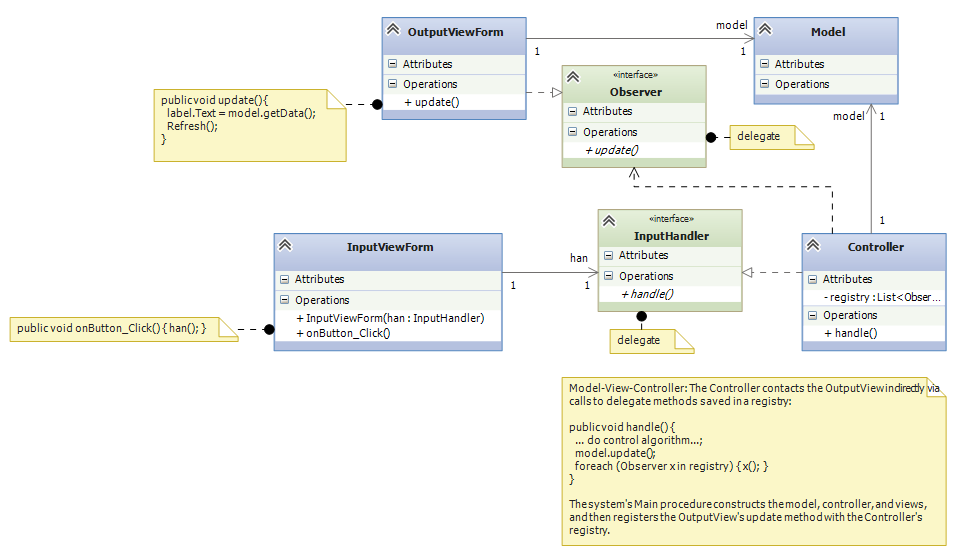 OutputViewForm
Attributes
Operations
+ update()
model
1
1
Model
Attributes
Operations
public void update(){
label.Text = model.getData();
Refresh();
}
«interface»
Observer
Attributes
Operations
+ update()
delegate
model
1
1
InputViewForm
Attributes
Operations
+ InputViewForm(han : InputHandler)
+ onButton_Click()
han
1
1
«interface»
InputHandler
Attributes
Operations
+ handle()
Controller
Attributes
- registry : List<Obser...
Operations
+ handle()
public void onButton_Click() { han(); }
delegate
Model-View-Controller: The Controller contacts the OutputView indirectly via
calls to delegate methods saved in a registry:
public void handle() {
... do control algorithm...;
model.update();
foreach (Observer x in registry) { x(); }
}
The system's Main procedure constructs the model, controller, and views,
and then registers the OutputView's update method with the Controller's
registry.